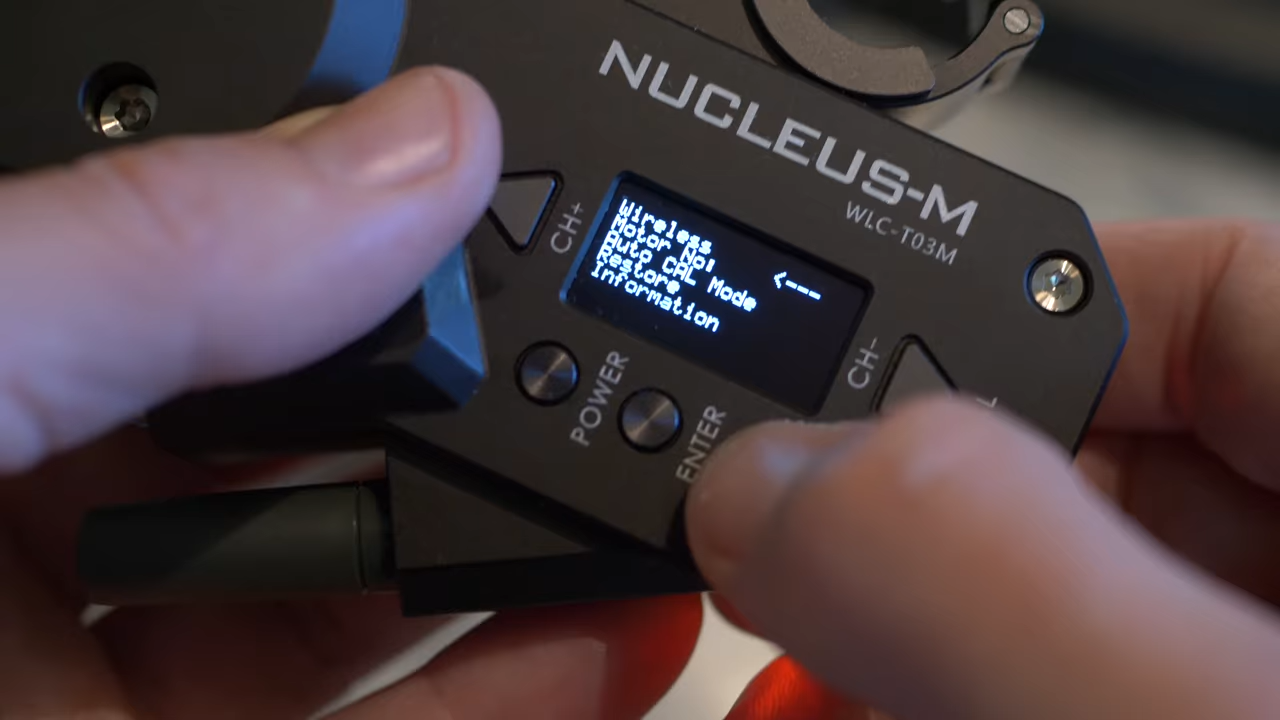 NUCLEUS-M
WLC-T03M
CH+
Wireless <---
Motor No:
Auto CAL Mode
Restore
Information
CH-
POWER
ENTER